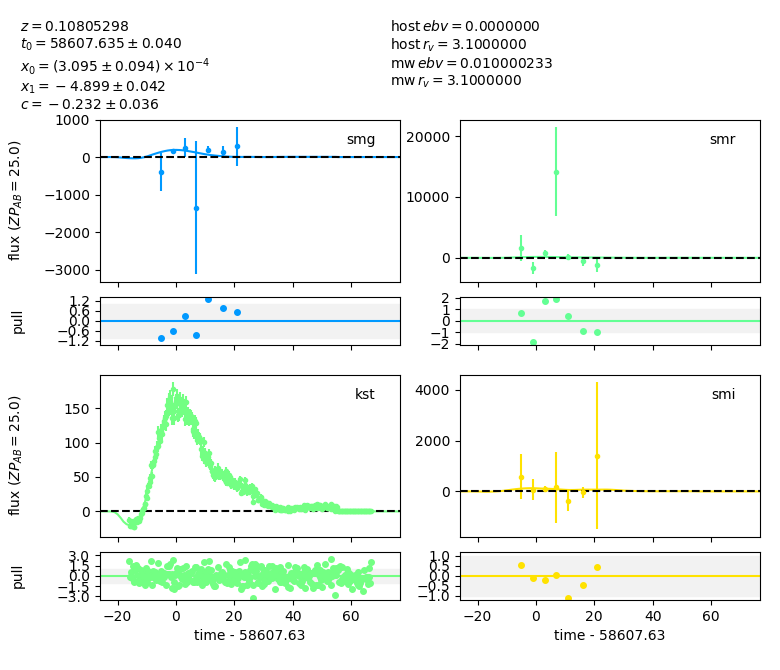 z = 0.10805298
t₀ = 58607.635 ± 0.040
x₀ = (3.095 ± 0.094) × 10⁻⁴
x₁ = −4.899 ± 0.042
c = −0.232 ± 0.036
host ebv = 0.0000000
host r_v = 3.1000000
mw ebv = 0.010000233
mw r_v = 3.1000000
flux (ZP_AB = 25.0)
1000
0
−1000
−2000
−3000
smg
20000
10000
0
smr
pull
1.2
0.6
0.0
−0.6
−1.2
2
1
0
−1
−2
flux (ZP_AB = 25.0)
150
100
50
0
kst
4000
2000
0
smi
pull
3.0
1.5
0.0
−1.5
−3.0
−20 0 20 40 60
time - 58607.63
1.0
0.5
0.0
−0.5
−1.0
−20 0 20 40 60
time - 58607.63